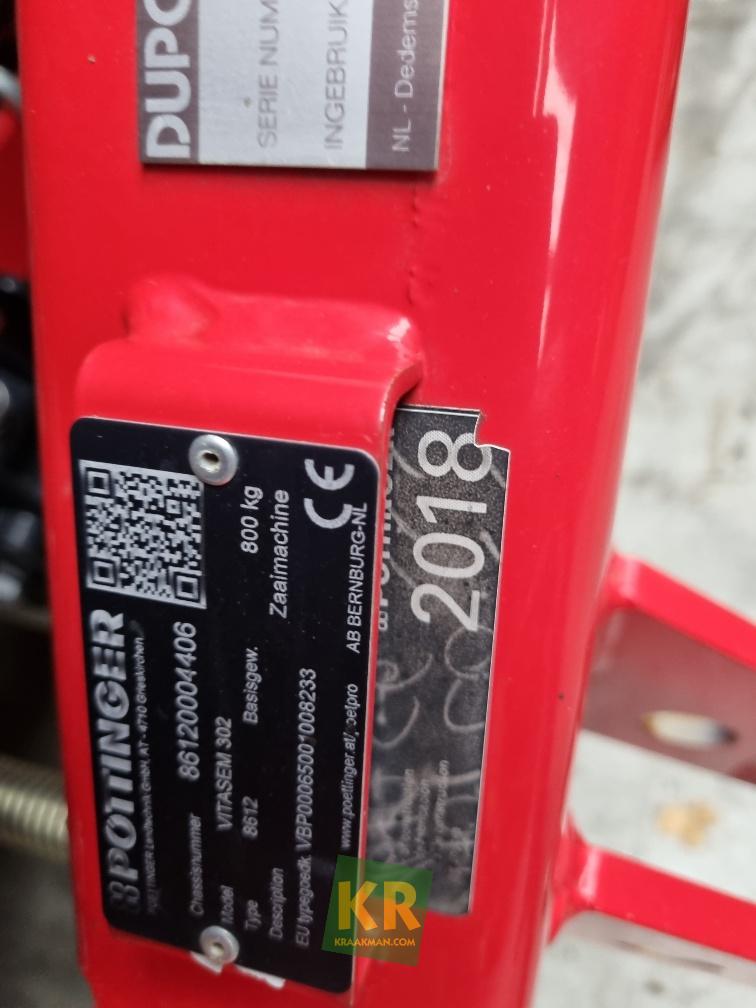 DUPO
SERIE NUM
INGEBRUIK
NL - Dedems
PÖTTINGER
PÖTTINGER Landtechnik GmbH, AT - 4710 Grieskirchen
Chassisnummer 86120004406
Model VITASEM 302
Type 8612 Basisgew. 800 kg
Description Zaaimachine
EU typegoedk. VBP00065001008233
CE
www.poettinger.at/poetpro AB BERNBURG-NL
2018
KR
KRAAKMAN.COM